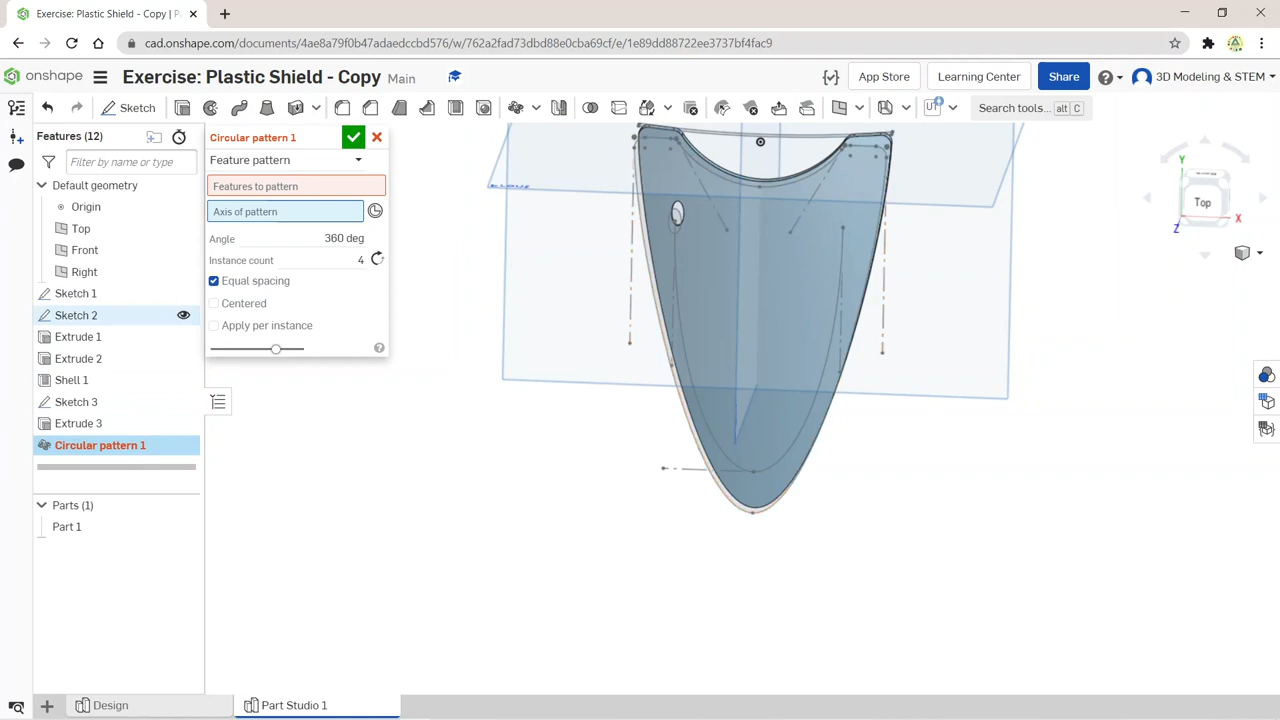 Exercise: Plastic Shield - Copy | P
cad.onshape.com/documents/4ae8a79f0b47adaedccbd576/w/762a2fad73dbd88e0cba69cf/e/1e89dd88722ee3737bf4fac9
onshape
Exercise: Plastic Shield - Copy Main
App Store
Learning Center
Share
3D Modeling & STEM
Sketch
Search tools... alt C
Features (12)
Filter by name or type
Default geometry
Origin
Top
Front
Right
Sketch 1
Sketch 2
Extrude 1
Extrude 2
Shell 1
Sketch 3
Extrude 3
Circular pattern 1
Parts (1)
Part 1
Circular pattern 1
Feature pattern
Features to pattern
Axis of pattern
Angle 360 deg
Instance count 4
Equal spacing
Centered
Apply per instance
Y
Top
X
Z
Design
Part Studio 1